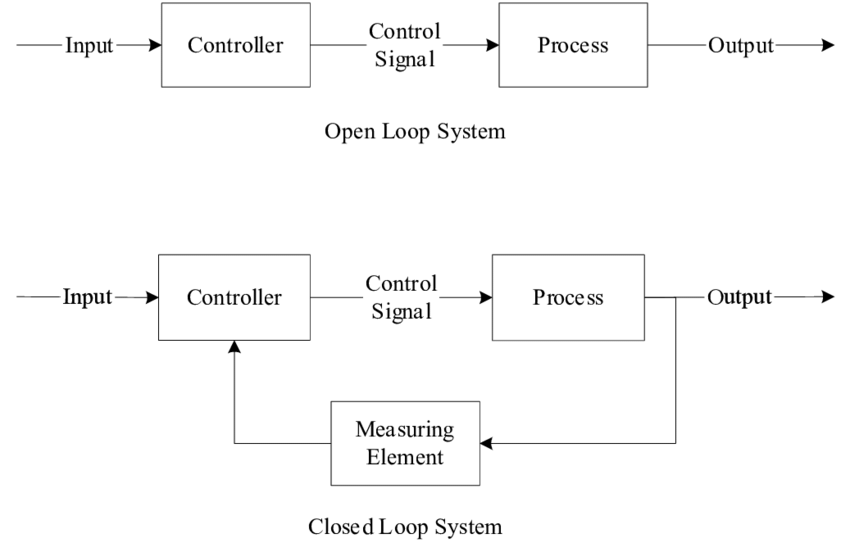 Input
Controller
Control
Signal
Process
Output
Open Loop System
Input
Controller
Control
Signal
Process
Output
Measuring
Element
Closed Loop System